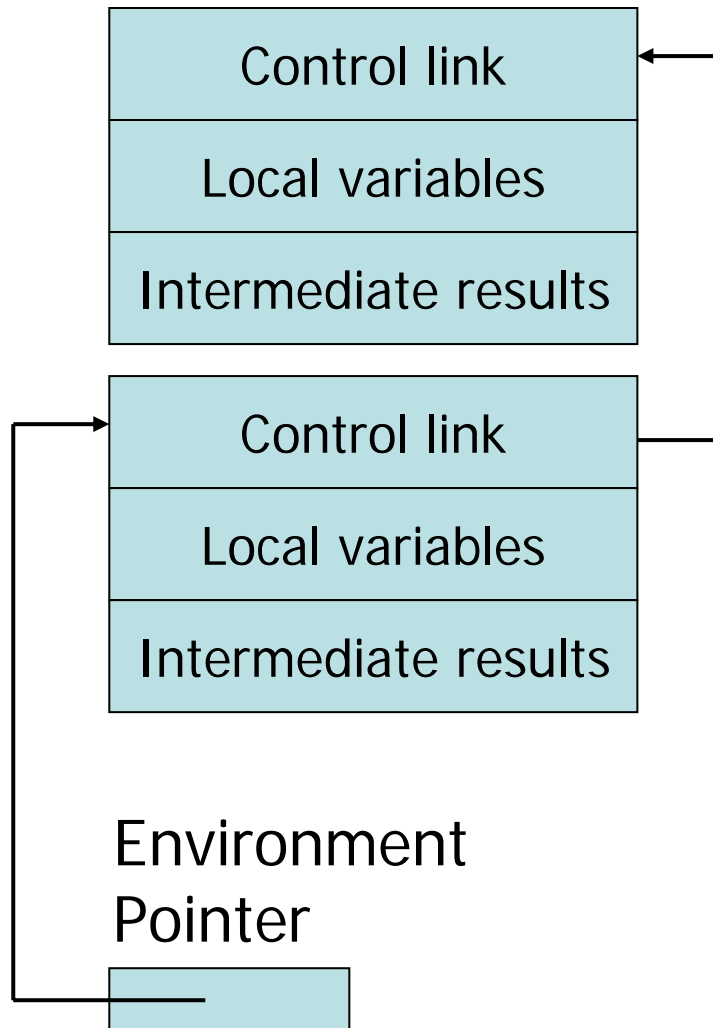 Control link
Local variables
Intermediate results
Control link
Local variables
Intermediate results
Environment
Pointer